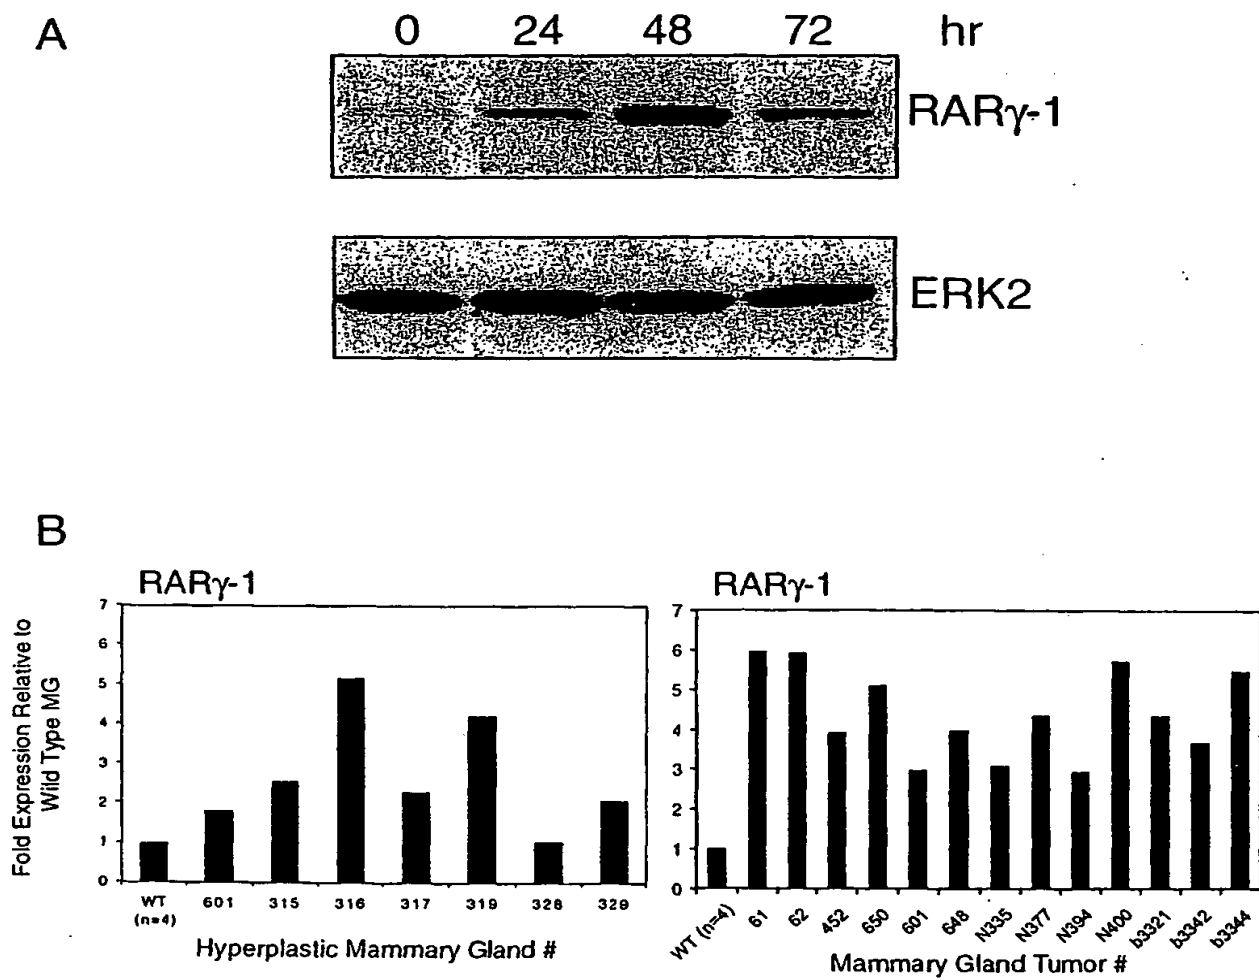 A
0 24 48 72 hr
RARγ-1
ERK2
B
RARγ-1
Fold Expression Relative to
Wild Type MG
7
6
5
4
3
2
1
0
WT
(n=4)
601 315 316 317 319 328 329
Hyperplastic Mammary Gland #
RARγ-1
7
6
5
4
3
2
1
0
WT (n=4) 61 62 452 650 601 648 N335 N377 N394 N400 b3321 b3342 b3344
Mammary Gland Tumor #